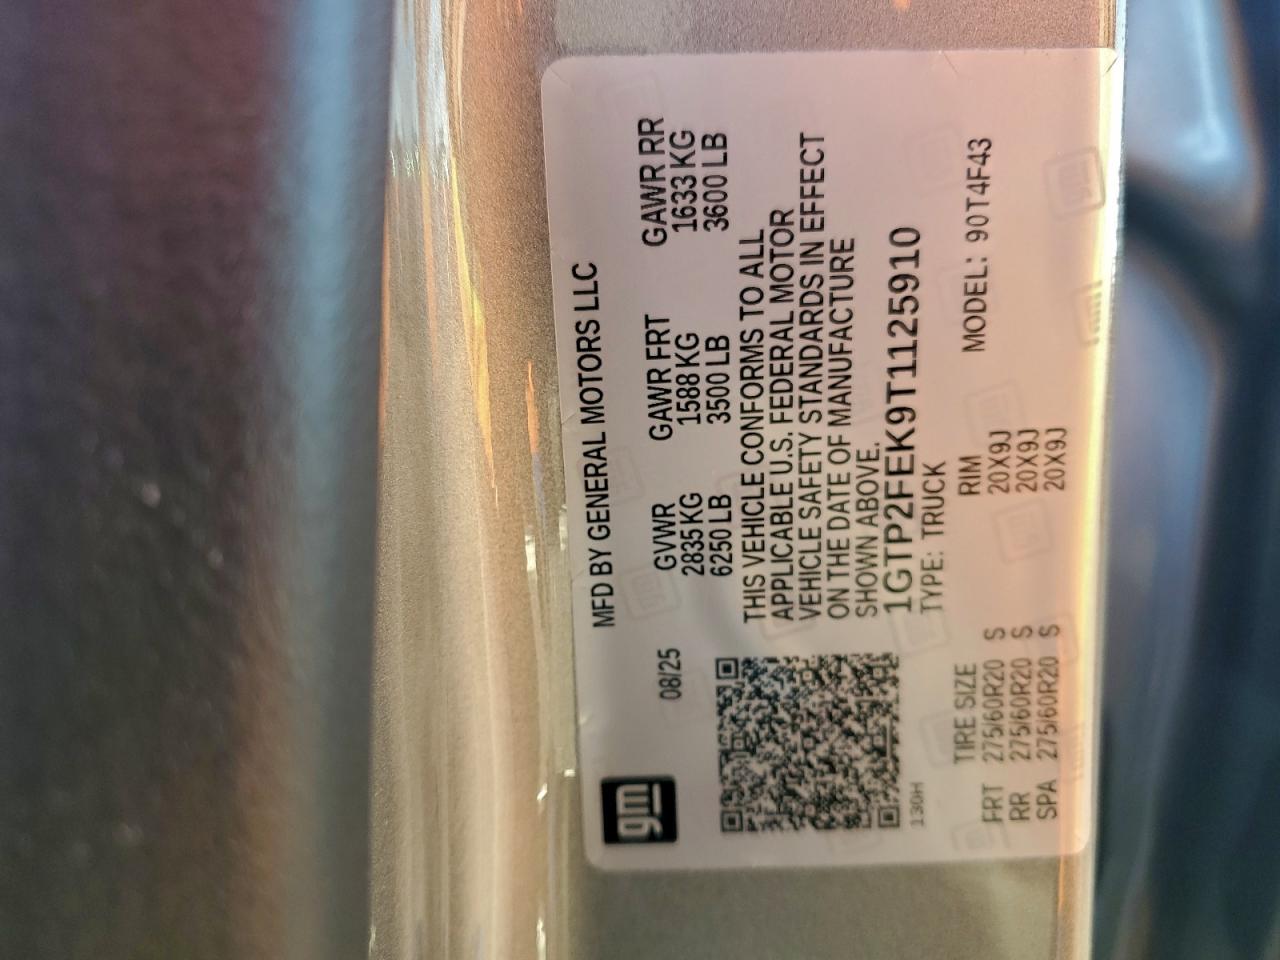 gm
MFD BY GENERAL MOTORS LLC
08/25 GVWR GAWR FRT GAWR RR
2835 KG 1588 KG 1633 KG
6250 LB 3500 LB 3600 LB
THIS VEHICLE CONFORMS TO ALL
APPLICABLE U.S. FEDERAL MOTOR
VEHICLE SAFETY STANDARDS IN EFFECT
ON THE DATE OF MANUFACTURE
SHOWN ABOVE.
1GTP2FEK9T1125910
130H TYPE: TRUCK MODEL: 90T4F43
TIRE SIZE RIM
FRT 275/60R20 S 20X9J
RR 275/60R20 S 20X9J
SPA 275/60R20 S 20X9J